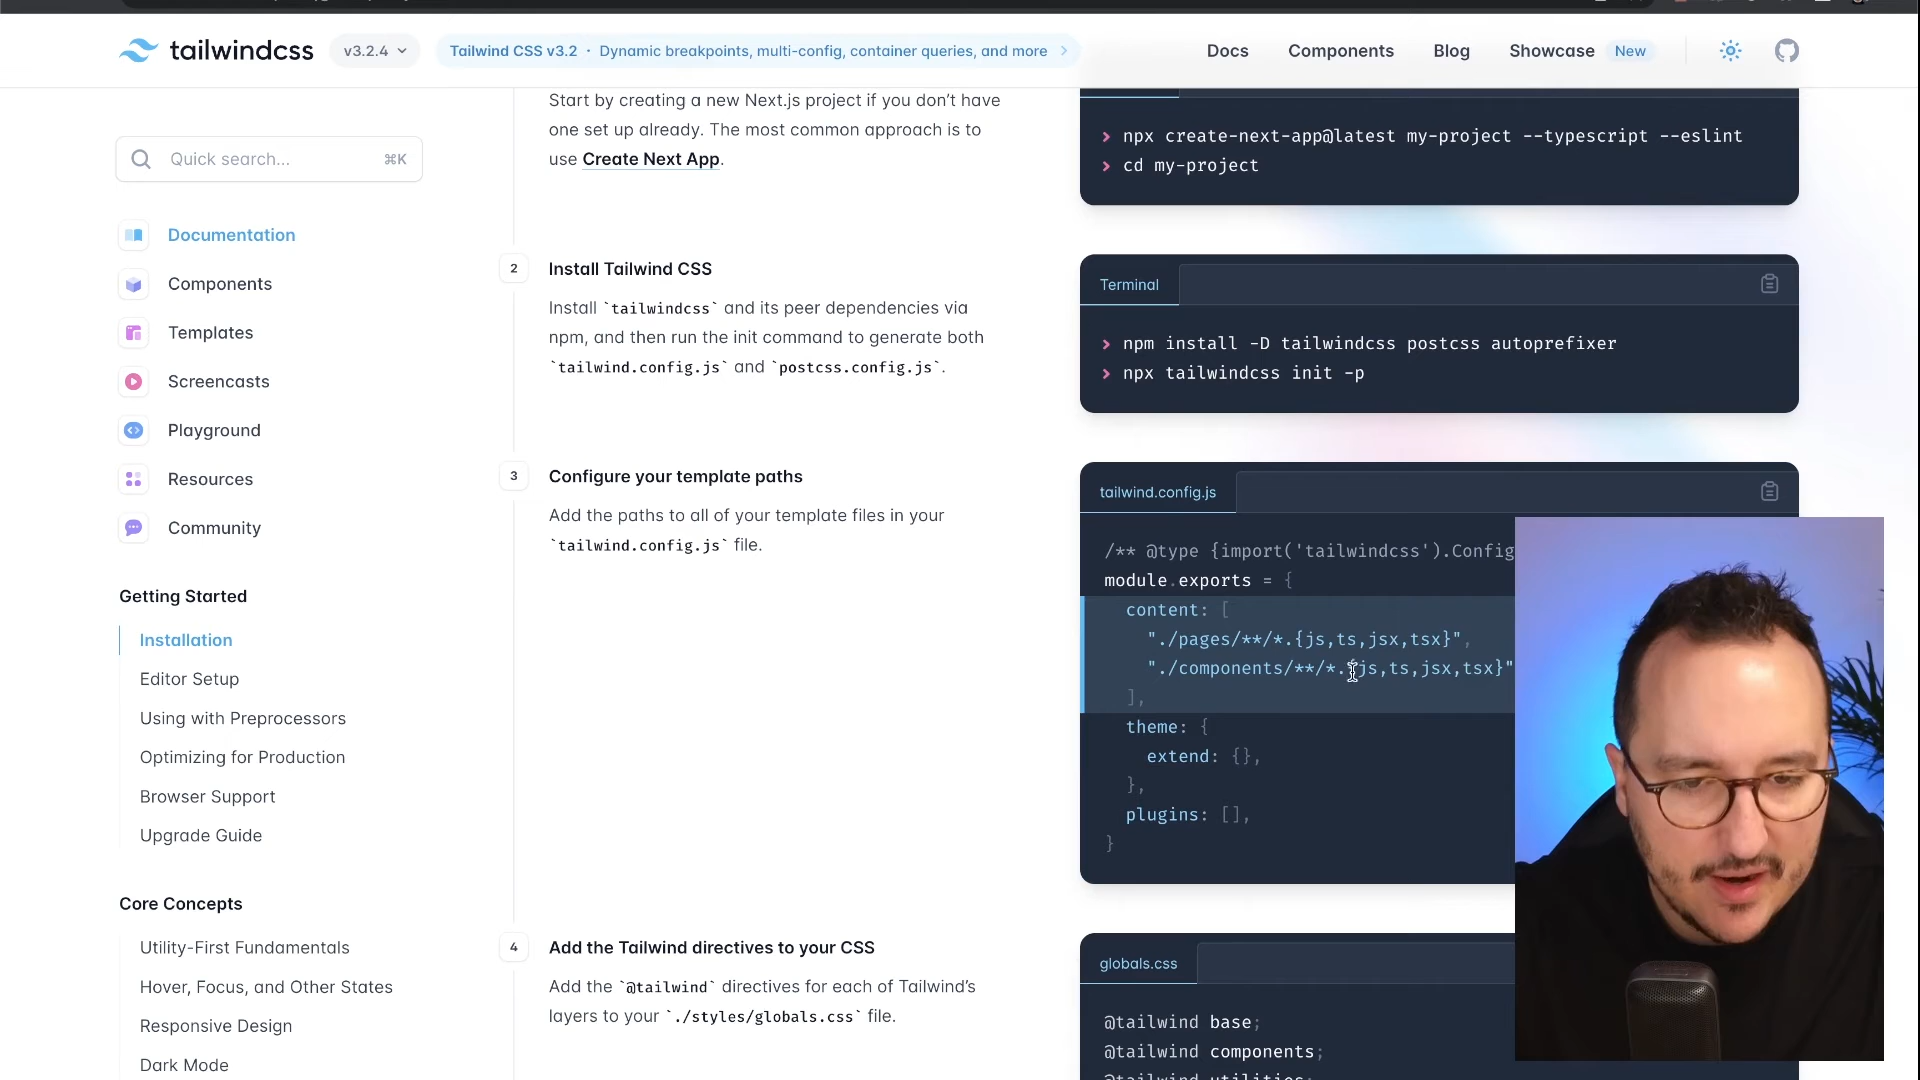 tailwindcss
v3.2.4
Tailwind CSS v3.2 · Dynamic breakpoints, multi-config, container queries, and more
Docs
Components
Blog
Showcase
New
Quick search...
⌘K
Documentation
Components
Templates
Screencasts
Playground
Resources
Community
Getting Started
Installation
Editor Setup
Using with Preprocessors
Optimizing for Production
Browser Support
Upgrade Guide
Core Concepts
Utility-First Fundamentals
Hover, Focus, and Other States
Responsive Design
Dark Mode
Start by creating a new Next.js project if you don’t have
one set up already. The most common approach is to
use Create Next App.
> npx create-next-app@latest my-project --typescript --eslint
> cd my-project
2
Install Tailwind CSS
Install `tailwindcss` and its peer dependencies via
npm, and then run the init command to generate both
`tailwind.config.js` and `postcss.config.js`.
Terminal
> npm install -D tailwindcss postcss autoprefixer
> npx tailwindcss init -p
3
Configure your template paths
Add the paths to all of your template files in your
`tailwind.config.js` file.
tailwind.config.js
/** @type {import('tailwindcss').Config
module.exports = {
content: [
"./pages/**/*.{js,ts,jsx,tsx}",
"./components/**/*.{js,ts,jsx,tsx}"
],
theme: {
extend: {},
},
plugins: [],
}
4
Add the Tailwind directives to your CSS
Add the `@tailwind` directives for each of Tailwind’s
layers to your `./styles/globals.css` file.
globals.css
@tailwind base;
@tailwind components;
@tailwind utilities;